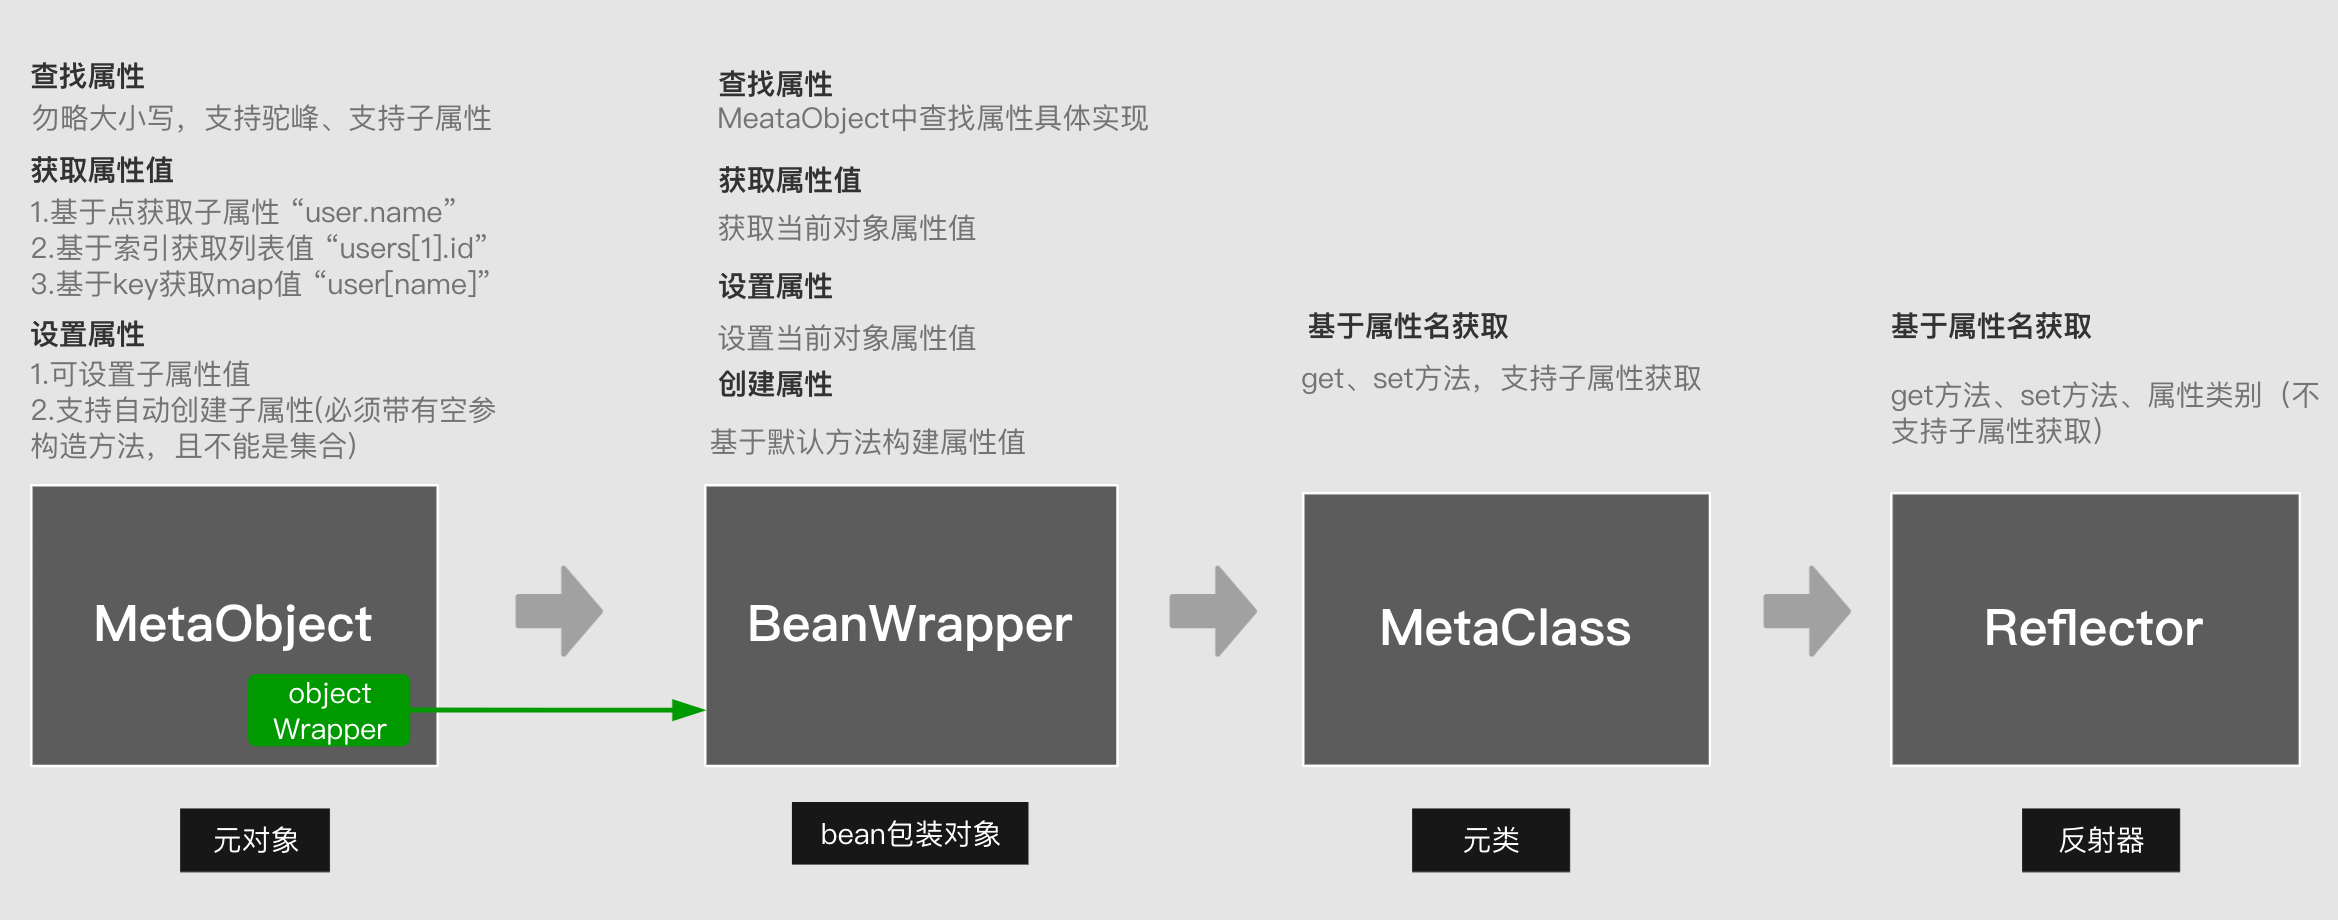 查找属性
勿略大小写，支持驼峰、支持子属性
获取属性值
1.基于点获取子属性 “user.name”
2.基于索引获取列表值 “users[1].id”
3.基于key获取map值 “user[name]”
设置属性
1.可设置子属性值
2.支持自动创建子属性(必须带有空参
构造方法，且不能是集合)
MetaObject
object
Wrapper
元对象
查找属性
MeataObject中查找属性具体实现
获取属性值
获取当前对象属性值
设置属性
设置当前对象属性值
创建属性
基于默认方法构建属性值
BeanWrapper
bean包装对象
基于属性名获取
get、set方法，支持子属性获取
MetaClass
元类
基于属性名获取
get方法、set方法、属性类别（不
支持子属性获取）
Reflector
反射器